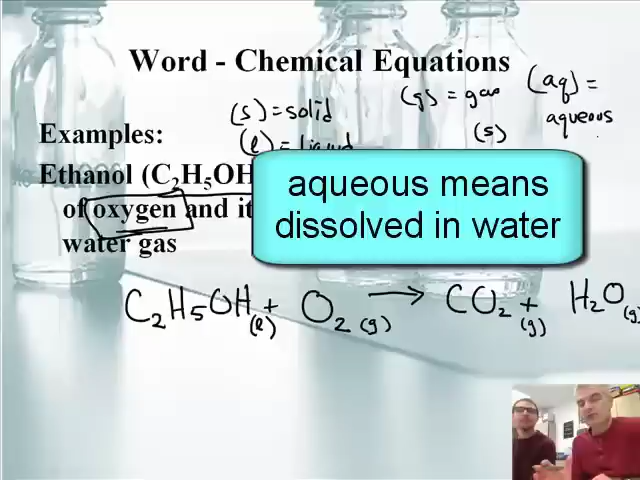 Word - Chemical Equations
(s) = solid
(g) = gas
(aq) =
aqueous
(s)
(l) = liquid
Examples:
Ethanol (C₂H₅OH
of oxygen and it
water gas
aqueous means
dissolved in water
C₂H₅OH(l) + O₂(g) → CO₂(g) + H₂O(g)